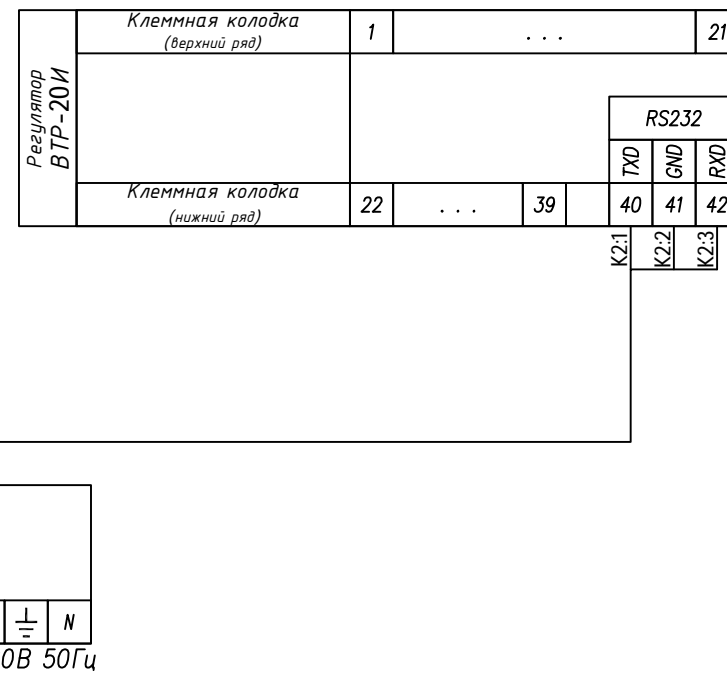 Регулятор
ВТР-20И
Клеммная колодка
(верхний ряд)
1
. . .
21
RS232
TXD
GND
RXD
Клеммная колодка
(нижний ряд)
22
. . .
39
40
41
42
K2:1
K2:2
K2:3
N
0В 50Гц